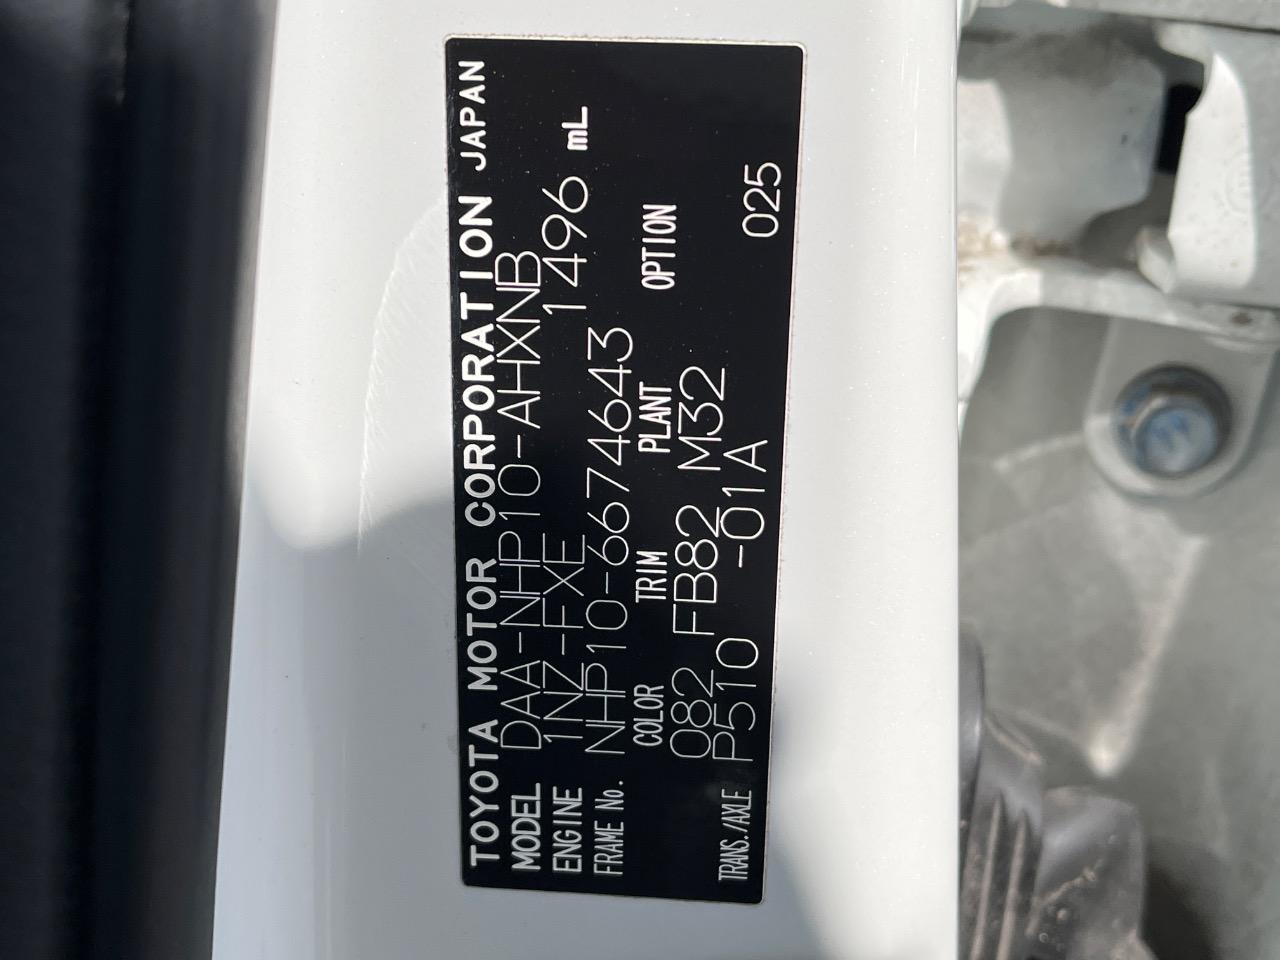 TOYOTA MOTOR CORPORATION JAPAN
MODEL DAA-NHP10-AHXNB
ENGINE 1NZ-FXE 1496 mL
FRAME No. NHP10-6674643
COLOR TRIM PLANT OPTION
082 FB82 M32
TRANS./AXLE P510 -01A 025